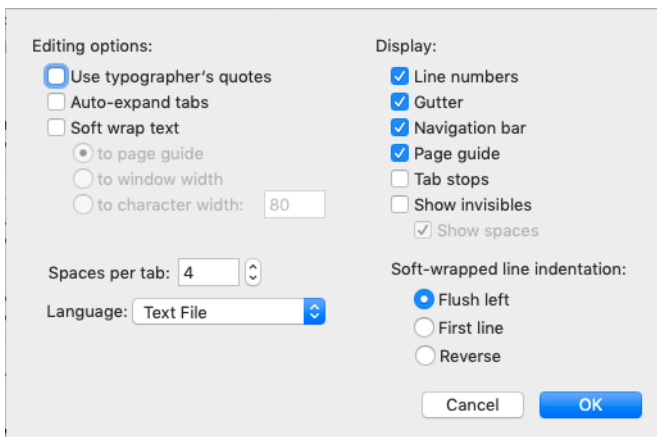 Editing options:
Use typographer's quotes
Auto-expand tabs
Soft wrap text
to page guide
to window width
to character width: 80
Spaces per tab: 4
Language: Text File
Display:
Line numbers
Gutter
Navigation bar
Page guide
Tab stops
Show invisibles
Show spaces
Soft-wrapped line indentation:
Flush left
First line
Reverse
Cancel OK